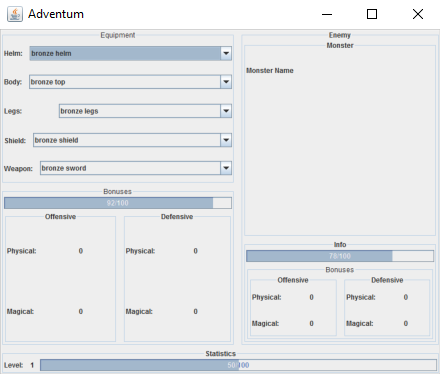 Adventum
Equipment
Helm: bronze helm
Body: bronze top
Legs: bronze legs
Shield: bronze shield
Weapon: bronze sword
Bonuses
92/100
Offensive
Physical: 0
Magical: 0
Defensive
Physical: 0
Magical: 0
Enemy
Monster
Monster Name
Info
78/100
Bonuses
Offensive
Physical: 0
Magical: 0
Defensive
Physical: 0
Magical: 0
Statistics
Level: 1 50/100